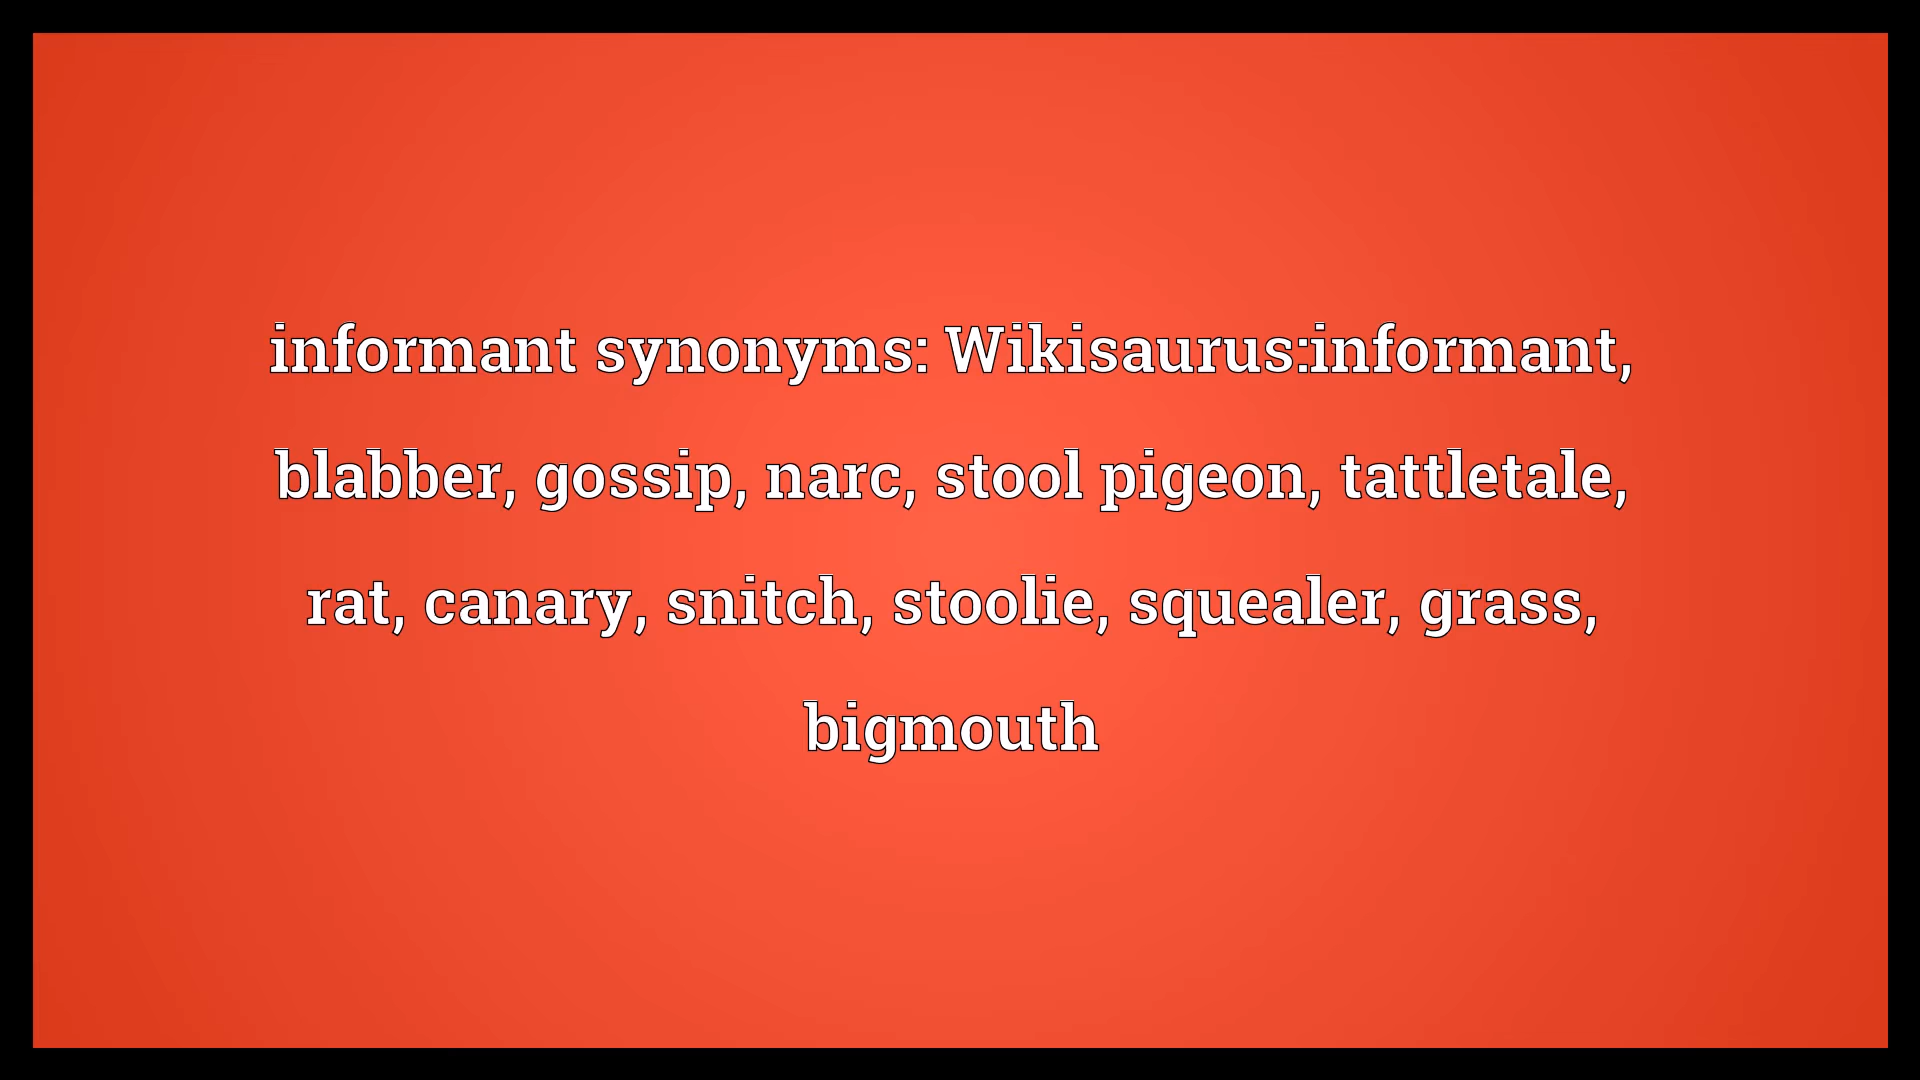 informant synonyms: Wikisaurus:informant,
blabber, gossip, narc, stool pigeon, tattletale,
rat, canary, snitch, stoolie, squealer, grass,
bigmouth